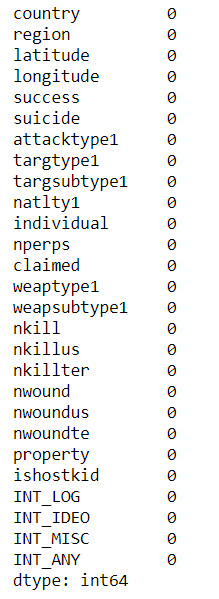 country 0
region 0
latitude 0
longitude 0
success 0
suicide 0
attacktype1 0
targtype1 0
targsubtype1 0
natlty1 0
individual 0
nperps 0
claimed 0
weaptype1 0
weapsubtype1 0
nkill 0
nkillus 0
nkillter 0
nwound 0
nwoundus 0
nwoundte 0
property 0
ishostkid 0
INT_LOG 0
INT_IDEO 0
INT_MISC 0
INT_ANY 0
dtype: int64